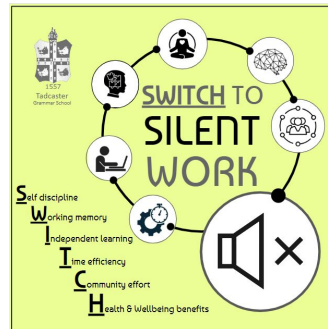 1557
Tadcaster
Grammar School
SWITCH TO
SILENT
WORK
Self discipline
Working memory
Independent learning
Time efficiency
Community effort
Health & Wellbeing benefits